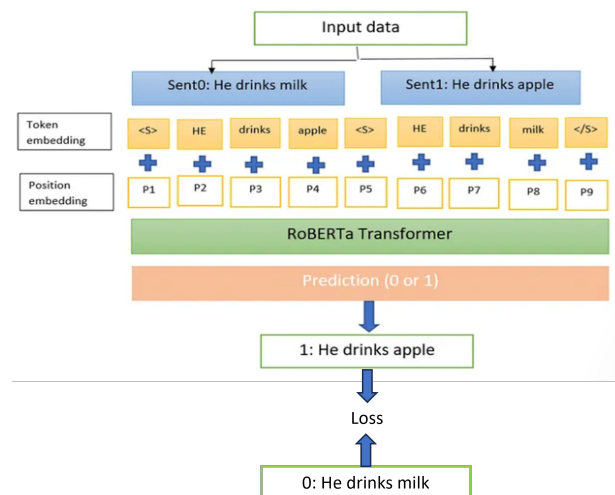 Input data
Sent0: He drinks milk
Sent1: He drinks apple
Token embedding
<S> HE drinks apple <S> HE drinks milk </S>
Position embedding
P1 P2 P3 P4 P5 P6 P7 P8 P9
RoBERTa Transformer
Prediction (0 or 1)
1: He drinks apple
Loss
0: He drinks milk